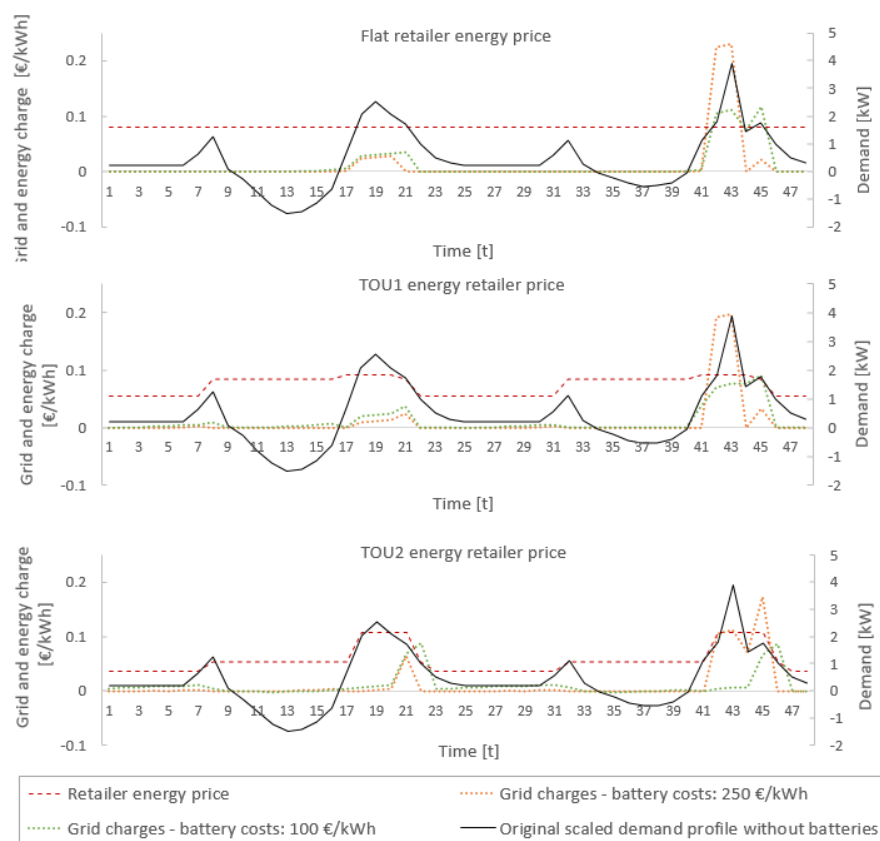 Flat retailer energy price
Grid and energy charge [€/kWh]
0.2
0.1
0
-0.1
5
4
3
2
1
0
-1
-2
Demand [kW]
1 3 5 7 9 11 13 15 17 19 21 23 25 27 29 31 33 35 37 39 41 43 45 47
Time [t]
TOU1 energy retailer price
Grid and energy charge
[€/kWh]
0.2
0.1
0
-0.1
5
4
3
2
1
0
-1
-2
Demand [kW]
1 3 5 7 9 11 13 15 17 19 21 23 25 27 29 31 33 35 37 39 41 43 45 47
Time [t]
TOU2 energy retailer price
Grid and energy charge
[€/kWh]
0.2
0.1
0
-0.1
5
4
3
2
1
0
-1
-2
Demand [kW]
1 3 5 7 9 11 13 15 17 19 21 23 25 27 29 31 33 35 37 39 41 43 45 47
Time [t]
Retailer energy price
Grid charges - battery costs: 250 €/kWh
Grid charges - battery costs: 100 €/kWh
Original scaled demand profile without batteries